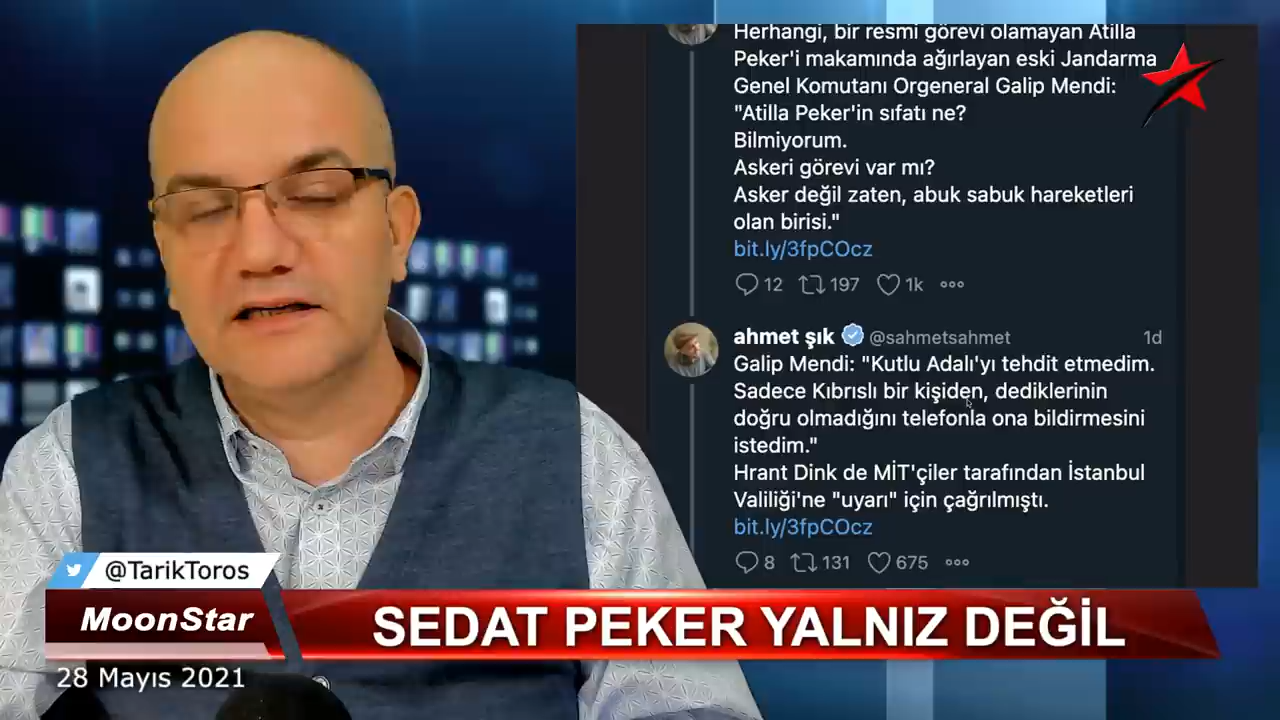 Herhangi, bir resmi görevi olamayan Atilla
Peker'i makamında ağırlayan eski Jandarma
Genel Komutanı Orgeneral Galip Mendi:
"Atilla Peker'in sıfatı ne?
Bilmiyorum.
Askeri görevi var mı?
Asker değil zaten, abuk sabuk hareketleri
olan birisi."
bit.ly/3fpCOcz
12 197 1k
ahmet şık @sahmetsahmet 1d
Galip Mendi: "Kutlu Adalı'yı tehdit etmedim.
Sadece Kıbrıslı bir kişiden, dediklerinin
doğru olmadığını telefonla ona bildirmesini
istedim."
Hrant Dink de MİT'çiler tarafından İstanbul
Valiliği'ne "uyarı" için çağrılmıştı.
bit.ly/3fpCOcz
8 131 675
@TarikToros
MoonStar
SEDAT PEKER YALNIZ DEĞİL
28 Mayıs 2021